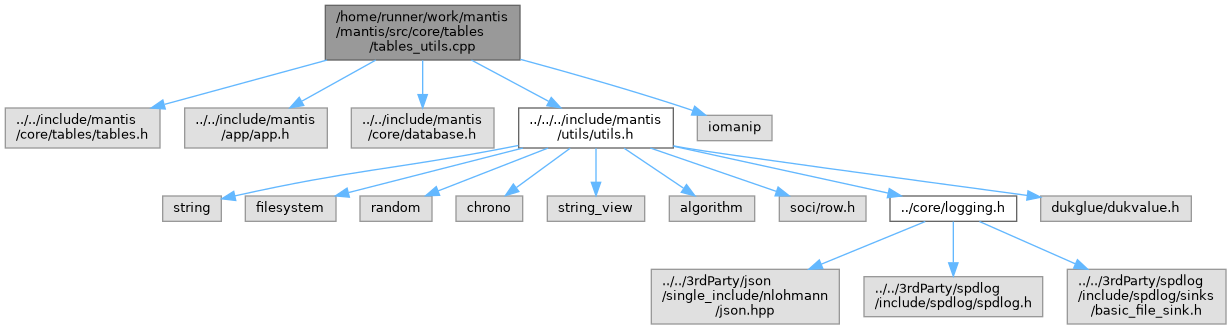 /home/runner/work/mantis
/mantis/src/core/tables
/tables_utils.cpp
../../include/mantis
/core/tables/tables.h
../../include/mantis
/app/app.h
../../include/mantis
/core/database.h
../../../include/mantis
/utils/utils.h
iomanip
string
filesystem
random
chrono
string_view
algorithm
soci/row.h
../core/logging.h
dukglue/dukvalue.h
../../3rdParty/json
/single_include/nlohmann
/json.hpp
../../3rdParty/spdlog
/include/spdlog/spdlog.h
../../3rdParty/spdlog
/include/spdlog/sinks
/basic_file_sink.h